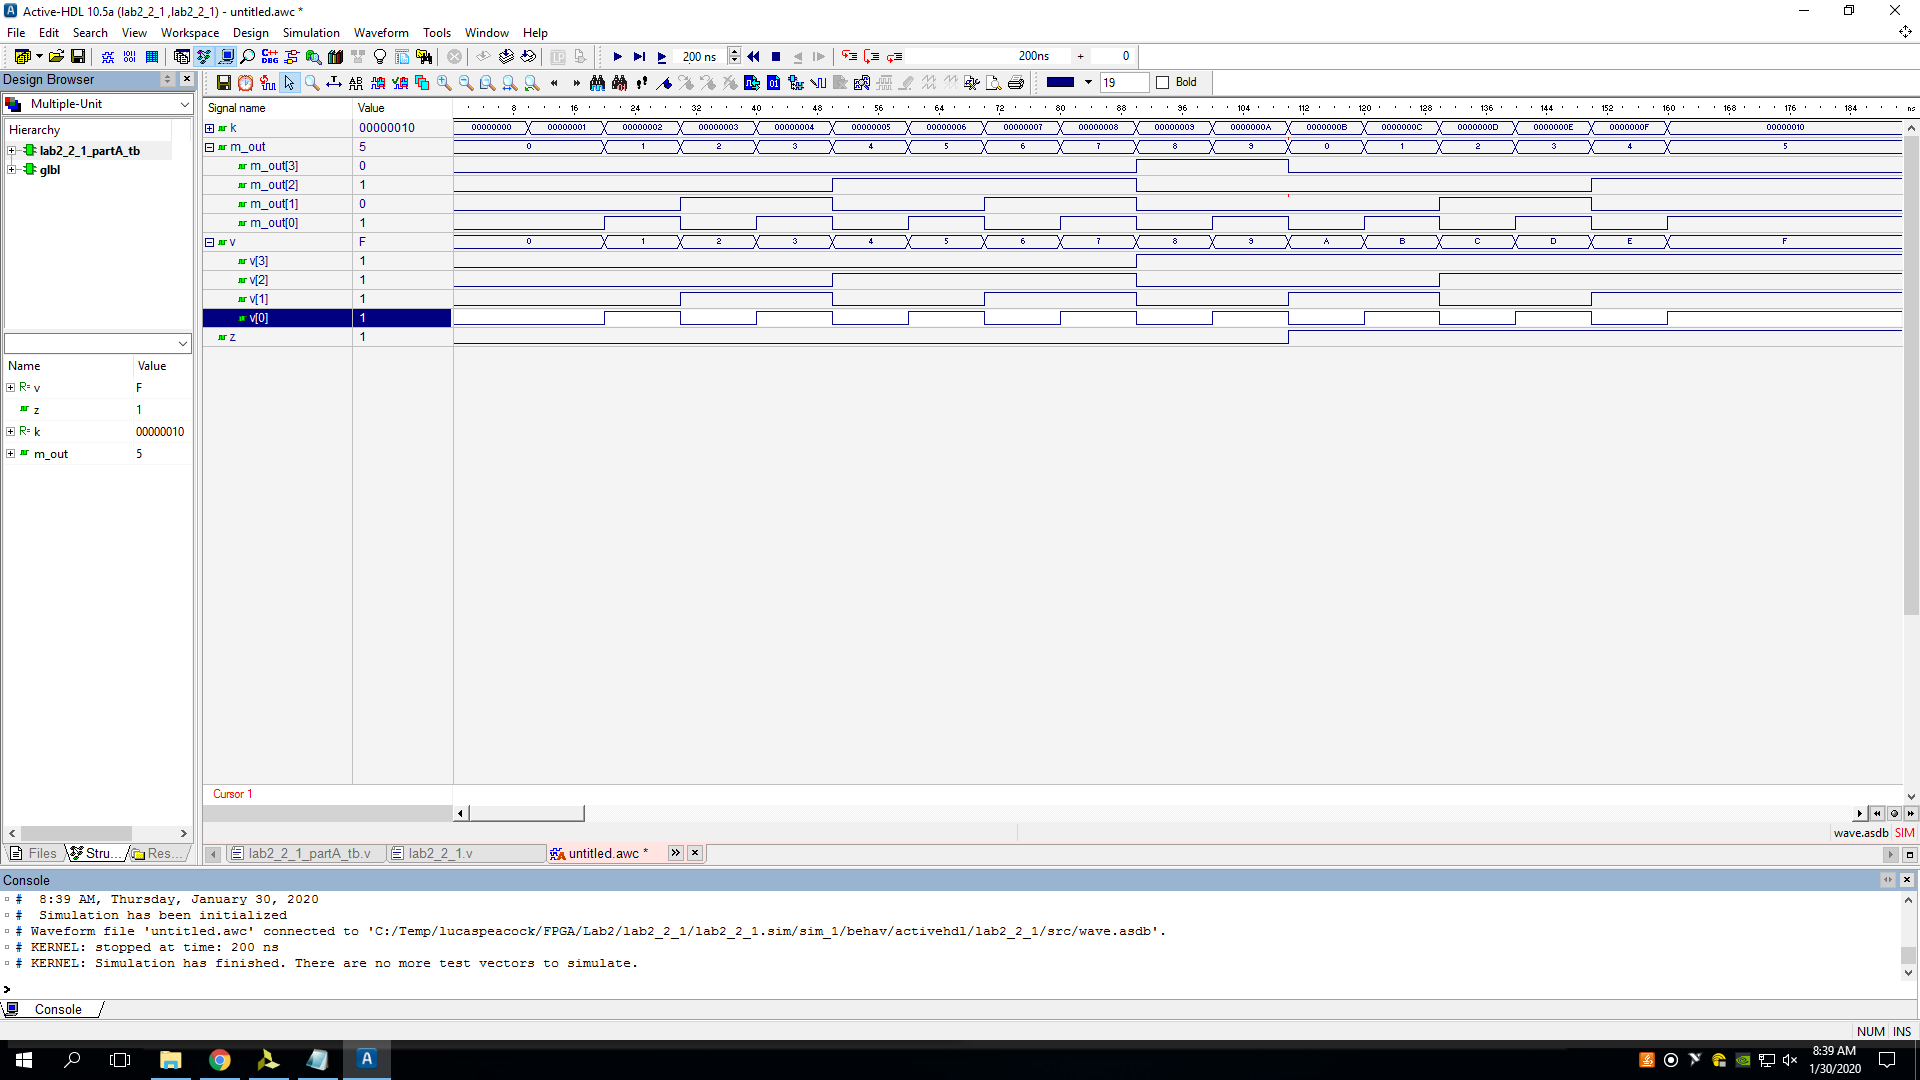 Active-HDL 10.5a (lab2_2_1 ,lab2_2_1) - untitled.awc *
File Edit Search View Workspace Design Simulation Waveform Tools Window Help
200 ns 200ns + 0
Design Browser
19 Bold
Multiple-Unit
Hierarchy
lab2_2_1_partA_tb
glbl
Name Value
v F
z 1
k 00000010
m_out 5
Files Stru... Res...
Signal name Value 8 16 24 32 40 48 56 64 72 80 88 96 104 112 120 128 136 144 152 160 168 176 184 ns
k 00000010 00000000 00000001 00000002 00000003 00000004 00000005 00000006 00000007 00000008 00000009 0000000A 0000000B 0000000C 0000000D 0000000E 0000000F 00000010
m_out 5 0 1 2 3 4 5 6 7 8 9 0 1 2 3 4 5
m_out[3] 0
m_out[2] 1
m_out[1] 0
m_out[0] 1
v F 0 1 2 3 4 5 6 7 8 9 A B C D E F
v[3] 1
v[2] 1
v[1] 1
v[0] 1
z 1
Cursor 1
wave.asdb SIM
lab2_2_1_partA_tb.v lab2_2_1.v untitled.awc *
Console
# 8:39 AM, Thursday, January 30, 2020
# Simulation has been initialized
# Waveform file 'untitled.awc' connected to 'C:/Temp/lucaspeacock/FPGA/Lab2/lab2_2_1/lab2_2_1.sim/sim_1/behav/activehdl/lab2_2_1/src/wave.asdb'.
# KERNEL: stopped at time: 200 ns
# KERNEL: Simulation has finished. There are no more test vectors to simulate.
>
Console
NUM INS
8:39 AM
1/30/2020